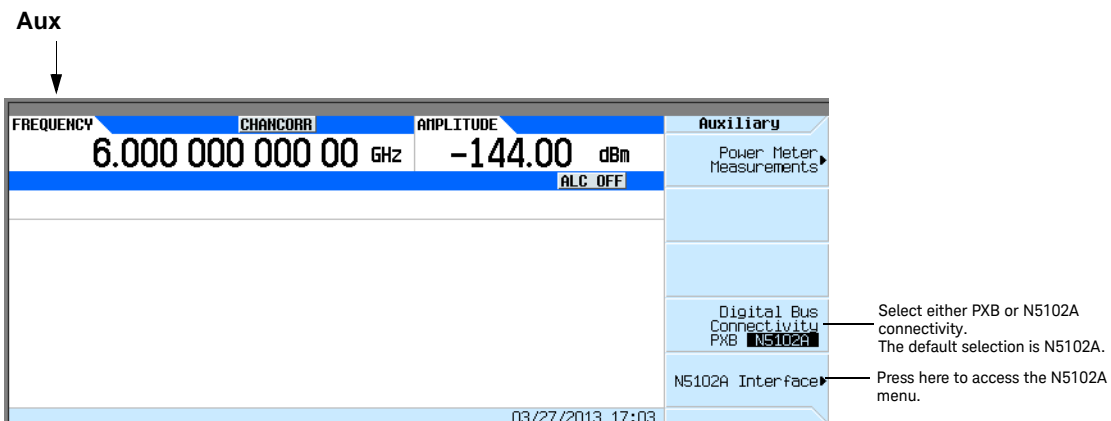 Aux
FREQUENCY
CHANCORR
AMPLITUDE
6.000 000 000 00 GHz
-144.00 dBm
ALC OFF
Auxiliary
Power Meter
Measurements
Digital Bus
Connectivity
PXB N5102A
N5102A Interface
03/27/2013 17:03
Select either PXB or N5102A
connectivity.
The default selection is N5102A.
Press here to access the N5102A
menu.